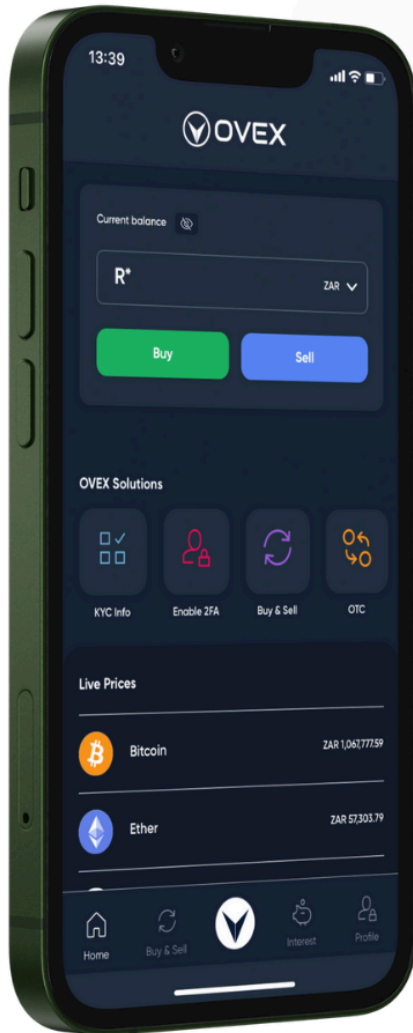 13:39
OVEX
Current balance
R*
ZAR
Buy
Sell
OVEX Solutions
KYC Info
Enable 2FA
Buy & Sell
OTC
Live Prices
Bitcoin
ZAR 1,067,777.59
Ether
ZAR 57,303.79
Home
Buy & Sell
Interest
Profile